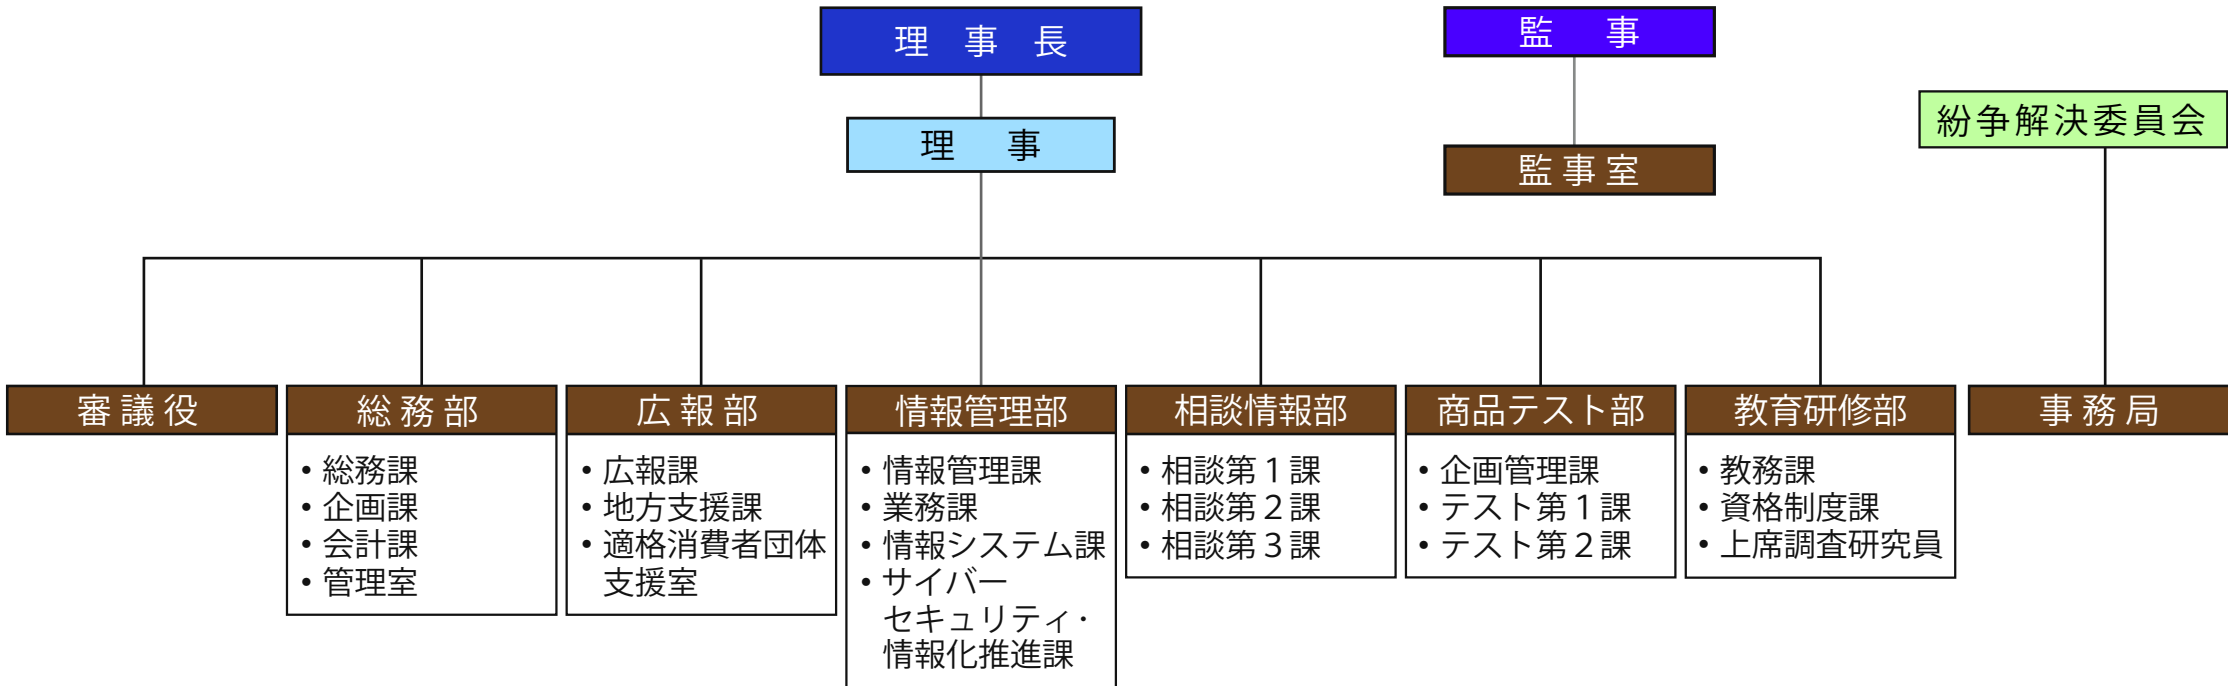 理事長
監事
紛争解決委員会
理事
監事室
審議役
総務部
・総務課
・企画課
・会計課
・管理室
広報部
・広報課
・地方支援課
・適格消費者団体
支援室
情報管理部
・情報管理課
・業務課
・情報システム課
・サイバー
セキュリティ・
情報化推進課
相談情報部
・相談第１課
・相談第２課
・相談第３課
商品テスト部
・企画管理課
・テスト第１課
・テスト第２課
教育研修部
・教務課
・資格制度課
・上席調査研究員
事務局